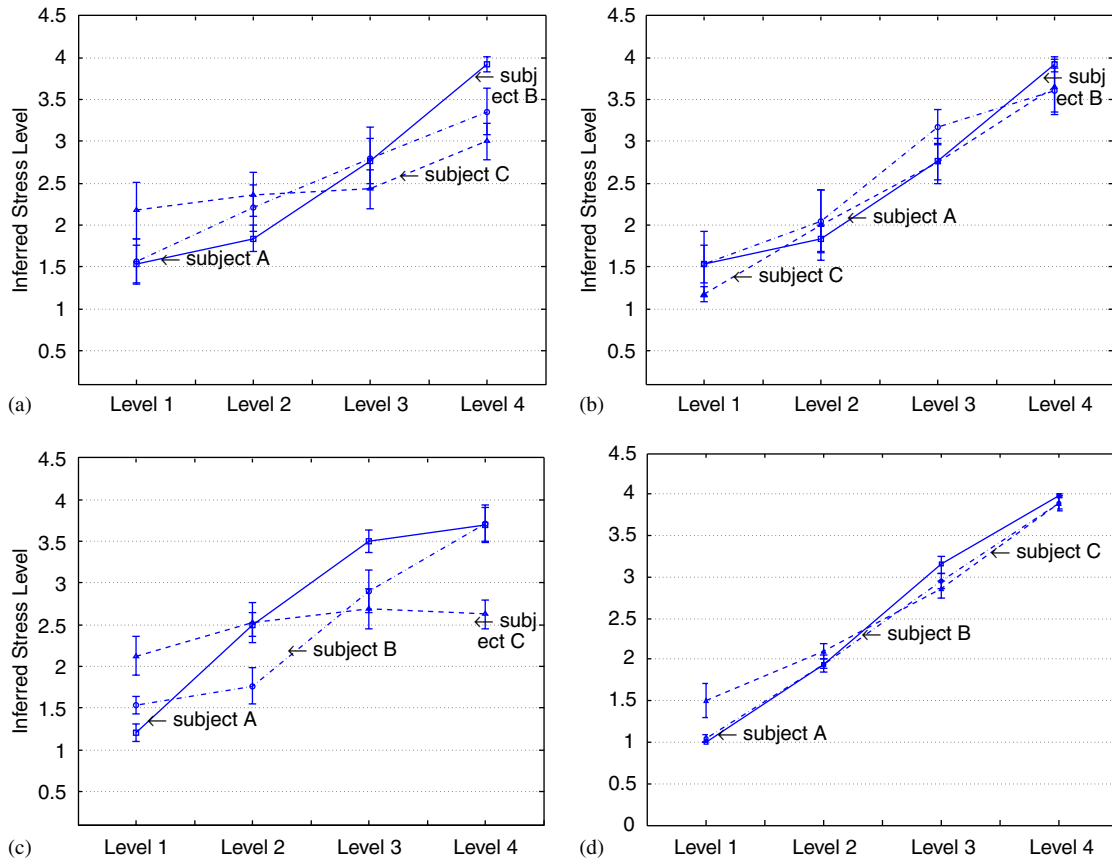 4.5
4
3.5
3
2.5
2
1.5
1
0.5
Inferred Stress Level
← subj
ect B
← subject C
← subject A
(a)
Level 1 Level 2 Level 3 Level 4
4.5
4
3.5
3
2.5
2
1.5
1
0.5
Inferred Stress Level
← subj
ect B
← subject A
← subject C
(b)
Level 1 Level 2 Level 3 Level 4
4.5
4
3.5
3
2.5
2
1.5
1
0.5
Inferred Stress Level
← subj
ect C
← subject B
← subject A
(c)
Level 1 Level 2 Level 3 Level 4
4.5
4
3.5
3
2.5
2
1.5
1
0.5
0
← subject C
← subject B
← subject A
(d)
Level 1 Level 2 Level 3 Level 4